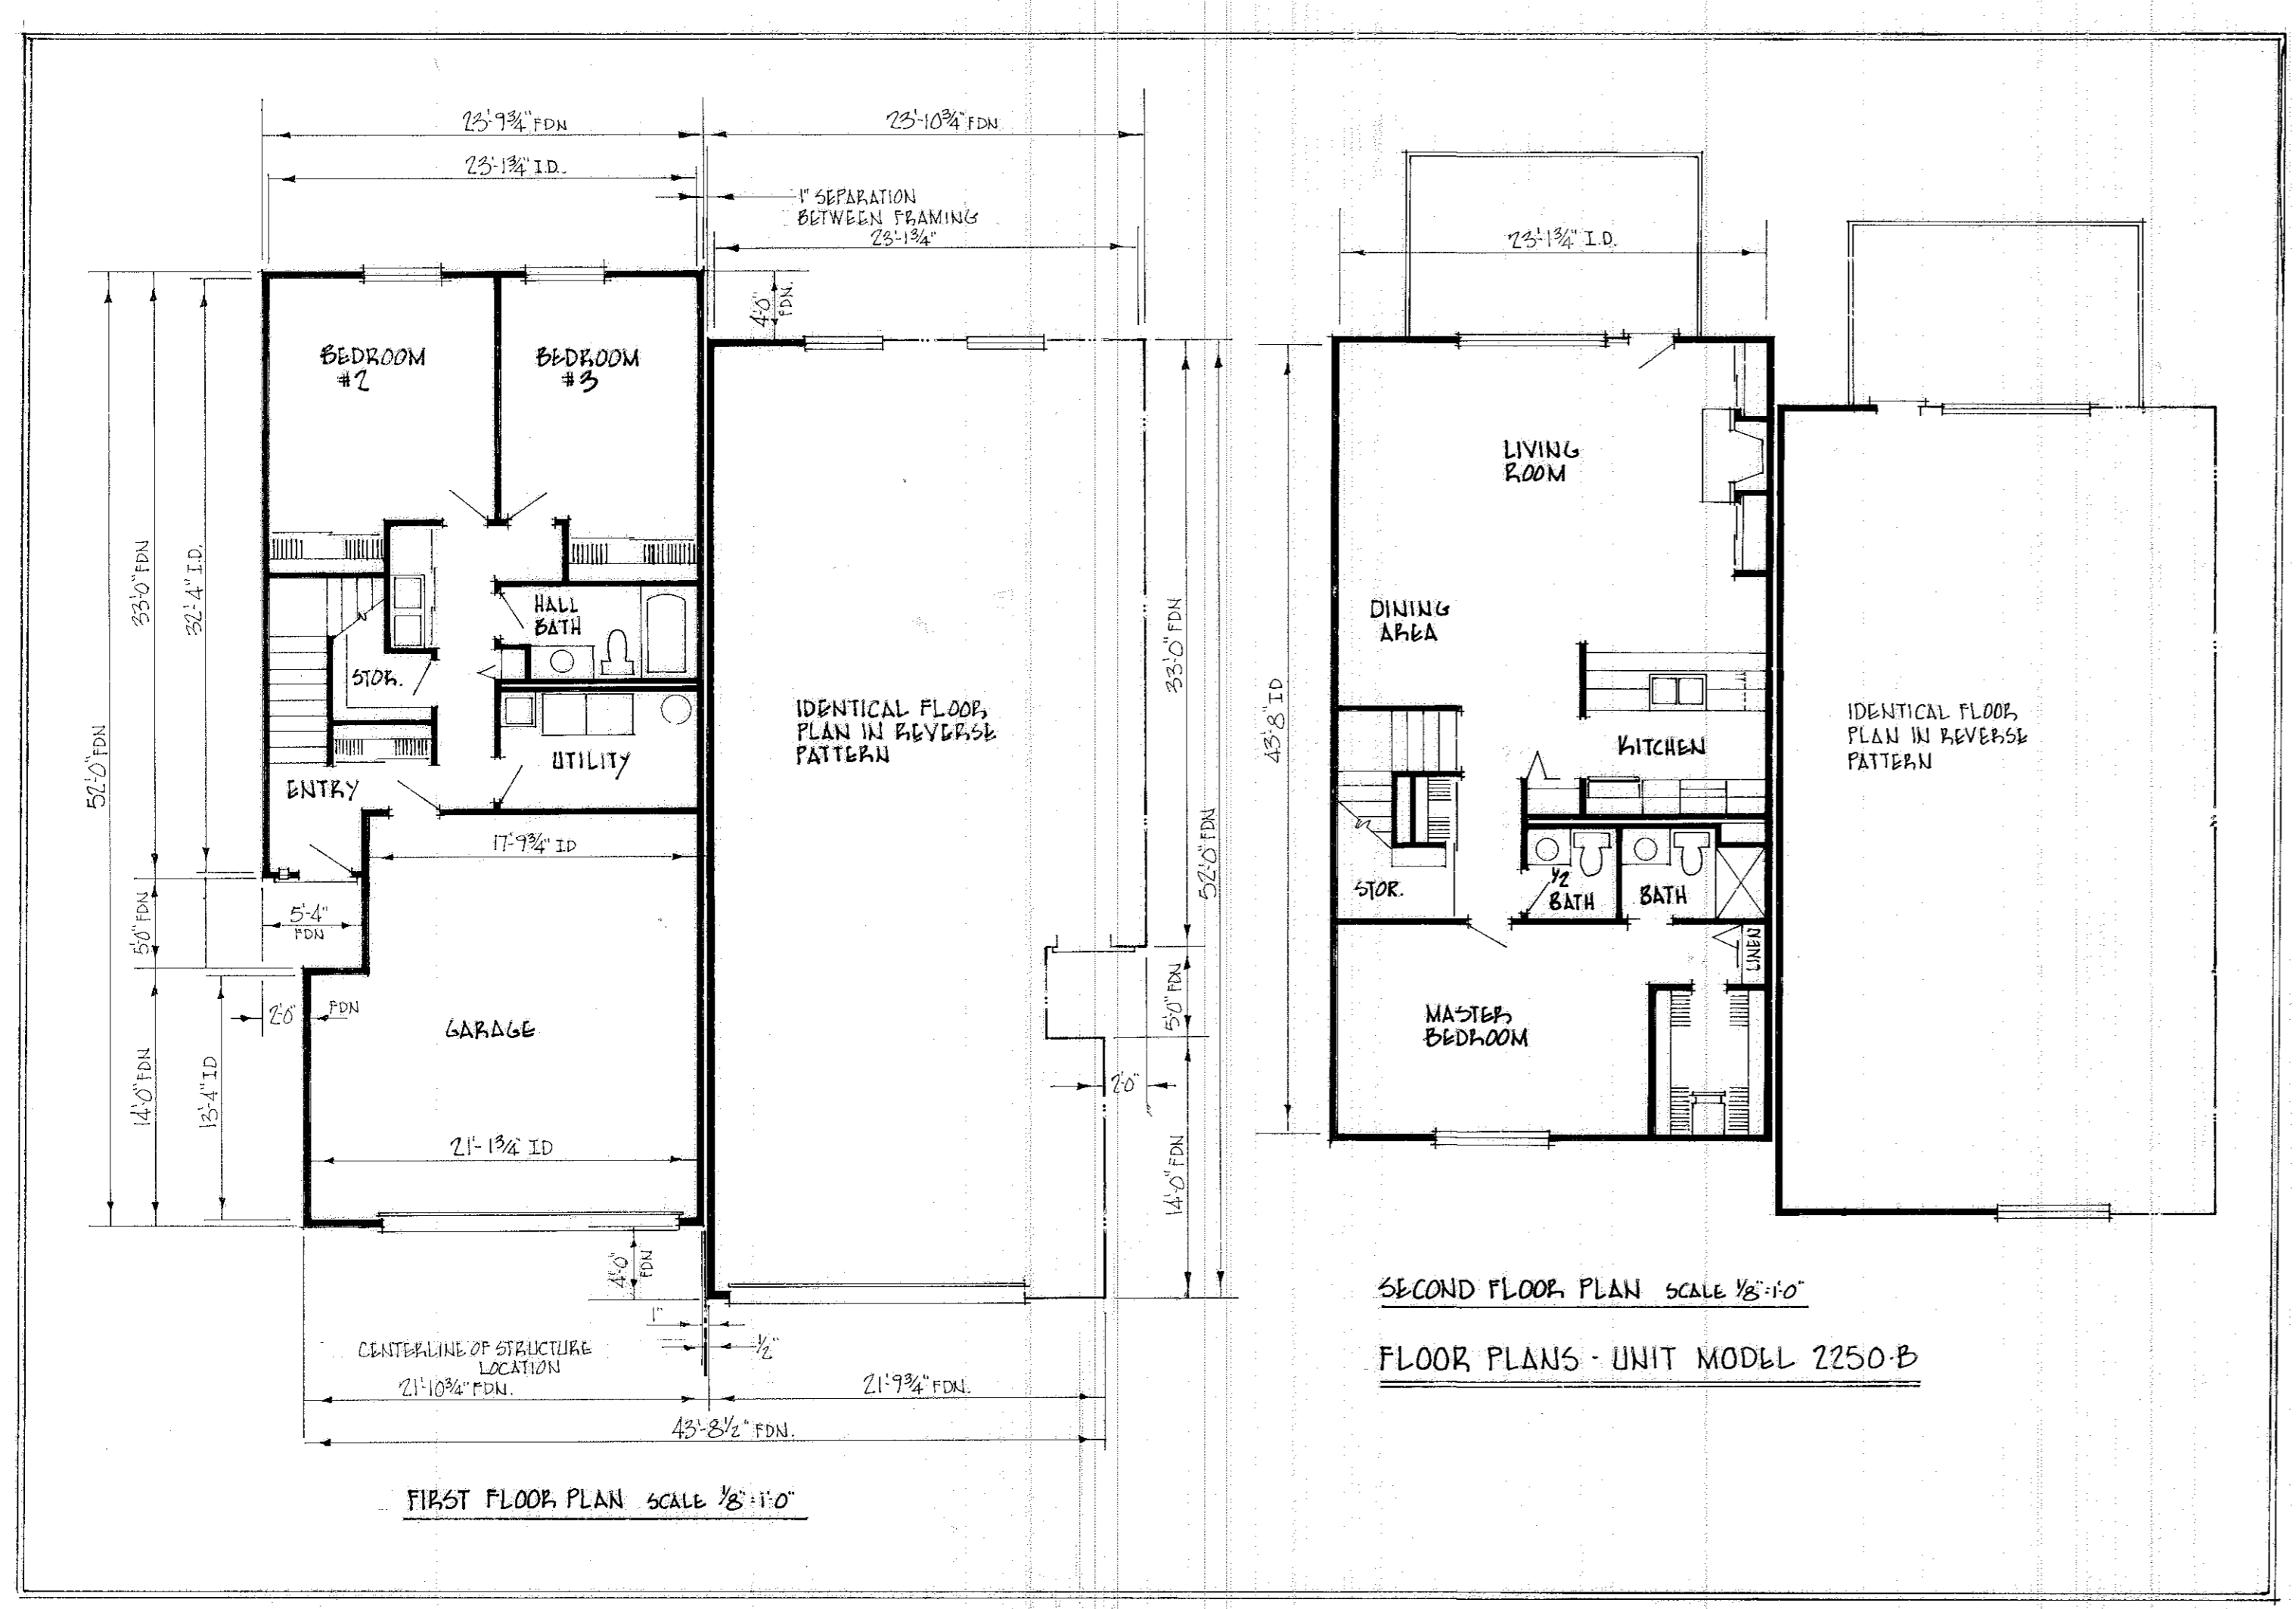 23'-9¾" FDN
23'-10¾" FDN
23'-1¾" I.D.
1" SEPARATION
BETWEEN FRAMING
23'-1¾"
4'-0"
FDN.
BEDROOM
#2
BEDROOM
#3
52'-0" FDN
33'-0" FDN
32'-4" I.D.
HALL
BATH
STOR.
UTILITY
ENTRY
17'-9¾" ID
5'-0" FDN
5'-4"
FDN
2'-0"
FDN
14'-0" FDN
13'-4" ID
GARAGE
21'-1¾" ID
IDENTICAL FLOOR
PLAN IN REVERSE
PATTERN
33'-0" FDN
52'-0" FDN
5'-0" FDN
2'-0"
14'-0" FDN
4'-0"
FDN
1"
½"
CENTERLINE OF STRUCTURE
LOCATION
21'-10¾" FDN.
21'-9¾" FDN.
43'-8½" FDN.
FIRST FLOOR PLAN SCALE ⅛"=1'-0"
23'-1¾" I.D.
43'-8" ID
LIVING
ROOM
DINING
AREA
KITCHEN
STOR.
½
BATH
BATH
LINEN
MASTER
BEDROOM
IDENTICAL FLOOR
PLAN IN REVERSE
PATTERN
SECOND FLOOR PLAN SCALE ⅛"=1'-0"
FLOOR PLANS - UNIT MODEL 2250-B